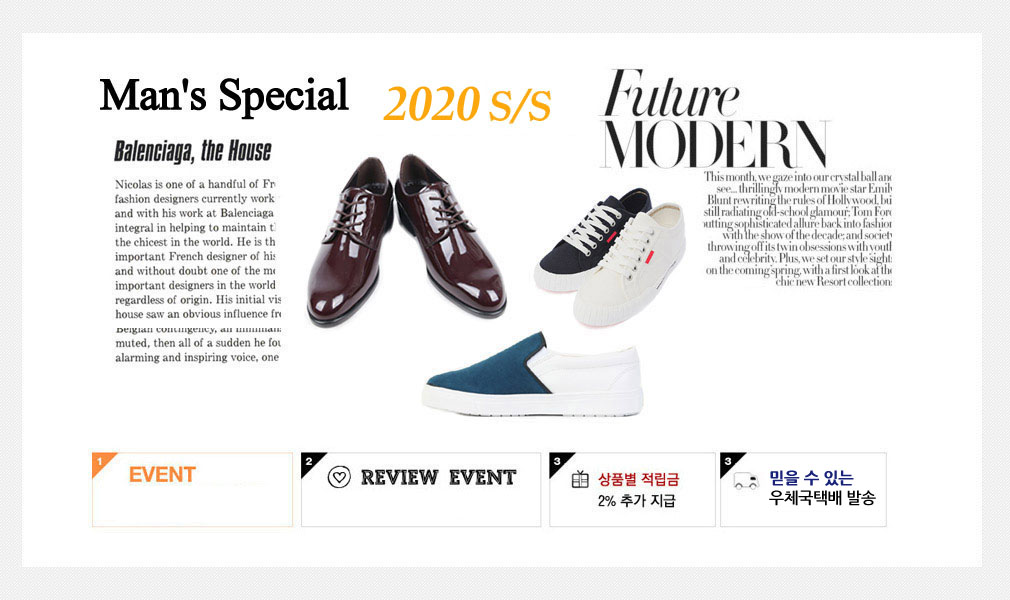 Man's Special
2020 S/S
Balenciaga, the House
Nicolas is one of a handful of Fr
fashion designers currently work
and with his work at Balenciaga
integral in helping to maintain t
the chicest in the world. He is th
important French designer of his
and without doubt one of the mo
important designers in the world
regardless of origin. His initial vis
house saw an obvious influence fr
Belgian contingency, an minimali
muted, then all of a sudden he fou
alarming and inspiring voice, one
Future
MODERN
This month, we gaze into our crystal ball and
see... thrillingly modern movie star Emily
Blunt rewriting the rules of Hollywood, but
still radiating old-school glamour; Tom Ford
putting sophisticated allure back into fashion
with the show of the decade; and society
throwing off its twin obsessions with youth
and celebrity. Plus, we set our style sights
on the coming spring, with a first look at the
chic new Resort collections
1
EVENT
2
REVIEW EVENT
3
상품별 적립금
2% 추가 지급
3
믿을 수 있는
우체국택배 발송